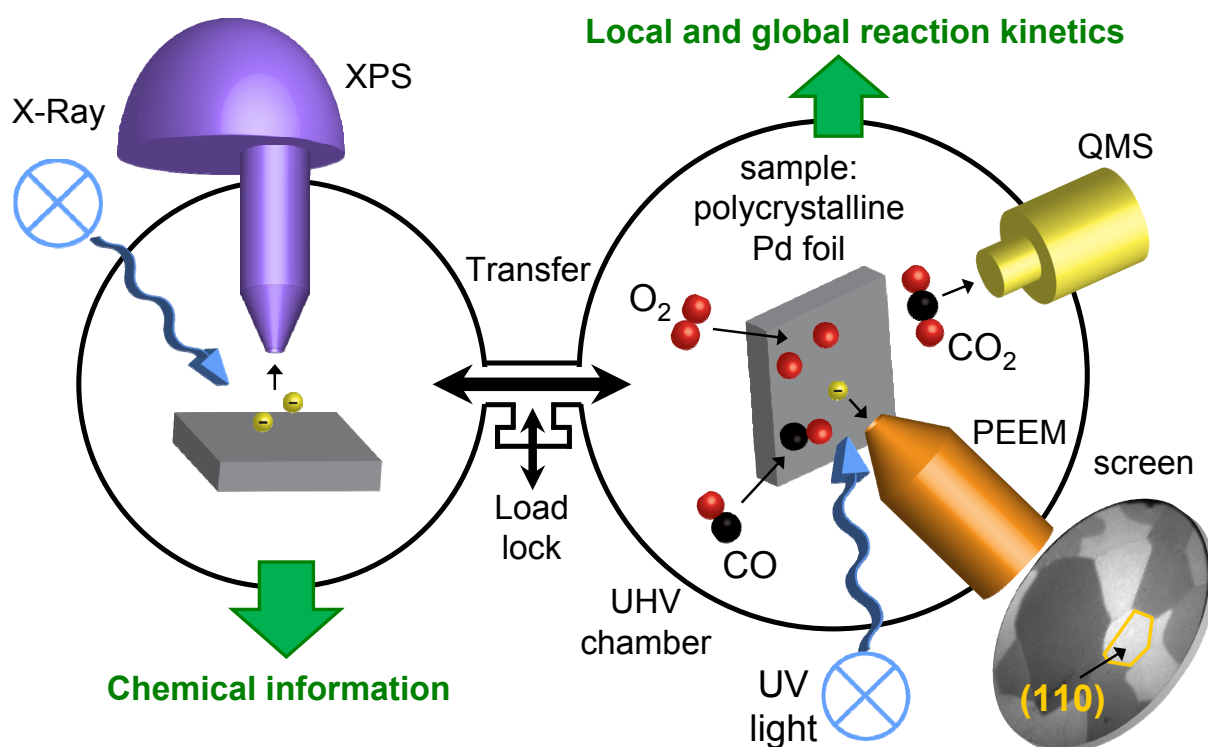 Local and global reaction kinetics
XPS
X-Ray
QMS
sample:
polycrystalline
Pd foil
Transfer
O2
CO2
PEEM
screen
Load
lock
CO
UHV
chamber
UV
light
(110)
Chemical information